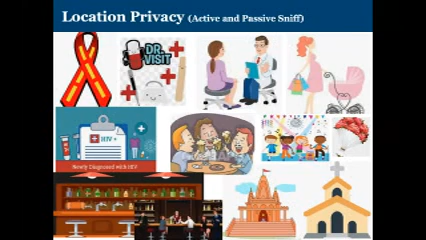 Location Privacy (Active and Passive Sniff)
DR.
VISIT
HIV+
Newly Diagnosed with HIV